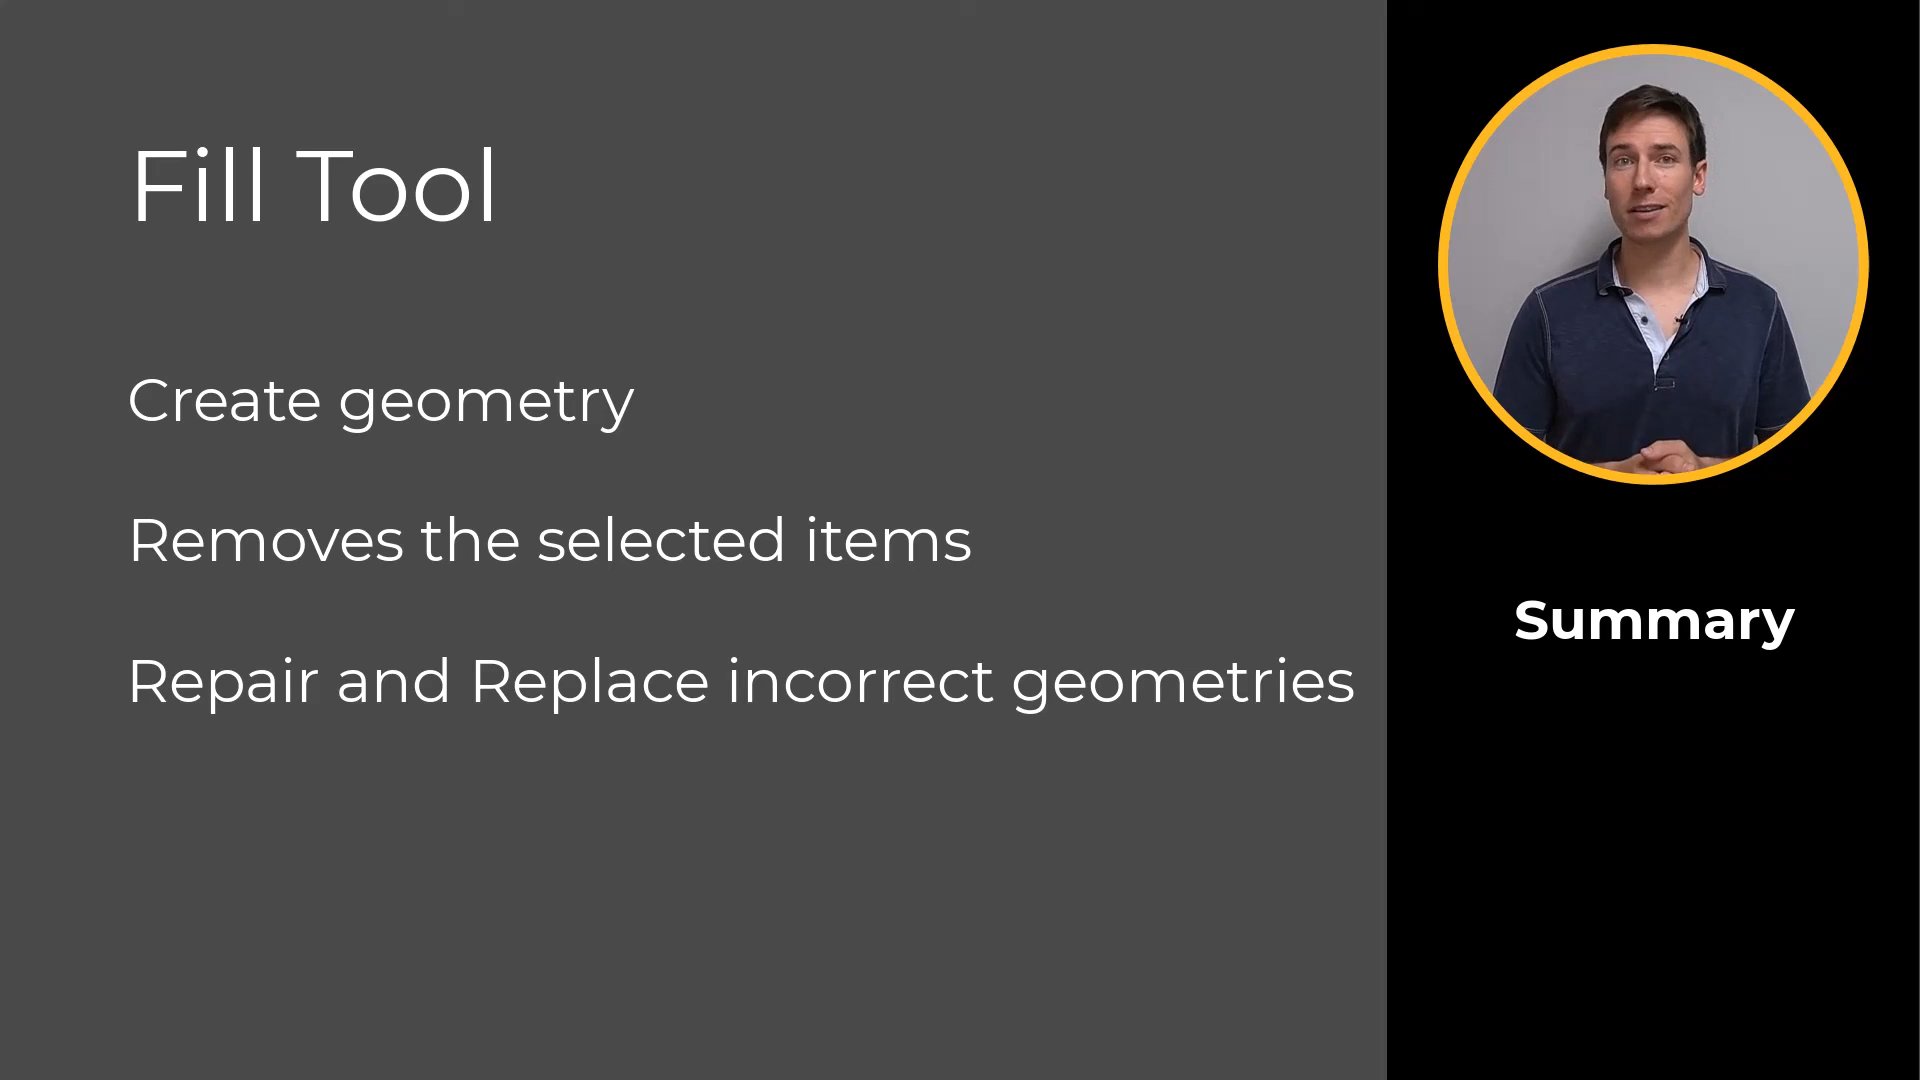 Fill Tool
Create geometry
Removes the selected items
Repair and Replace incorrect geometries
Summary